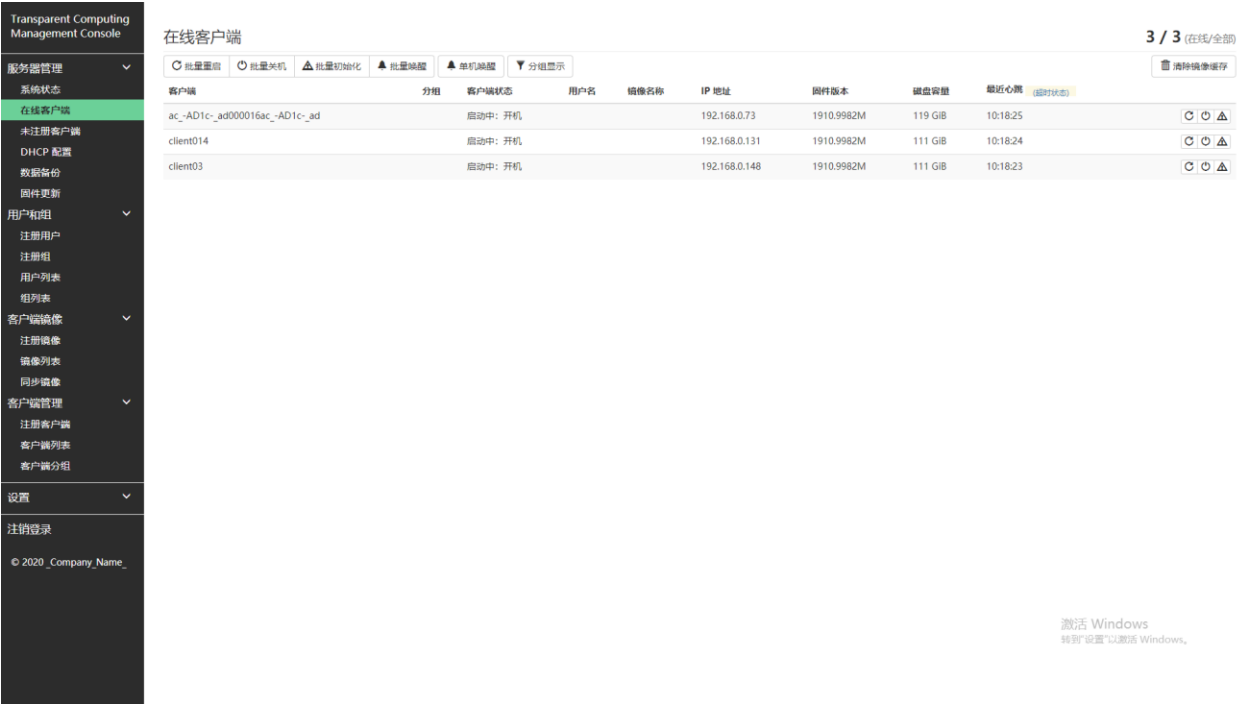 Transparent Computing
Management Console
服务器管理
系统状态
在线客户端
未注册客户端
DHCP 配置
数据备份
固件更新
用户和组
注册用户
注册组
用户列表
组列表
客户端镜像
注册镜像
镜像列表
同步镜像
客户端管理
注册客户端
客户端列表
客户端分组
设置
注销登录
© 2020 _Company_Name_
在线客户端 3 / 3 (在线/全部)
批量重启 批量关机 批量初始化 批量唤醒 单机唤醒 分组显示 清除镜像缓存
客户端 分组 客户端状态 用户名 镜像名称 IP 地址 固件版本 磁盘容量 最近心跳 (超时状态)
ac_-AD1c-_ad000016ac_-AD1c-_ad 启动中：开机 192.168.0.73 1910.9982M 119 GiB 10:18:25
client014 启动中：开机 192.168.0.131 1910.9982M 111 GiB 10:18:24
client03 启动中：开机 192.168.0.148 1910.9982M 111 GiB 10:18:23
激活 Windows
转到"设置"以激活 Windows。